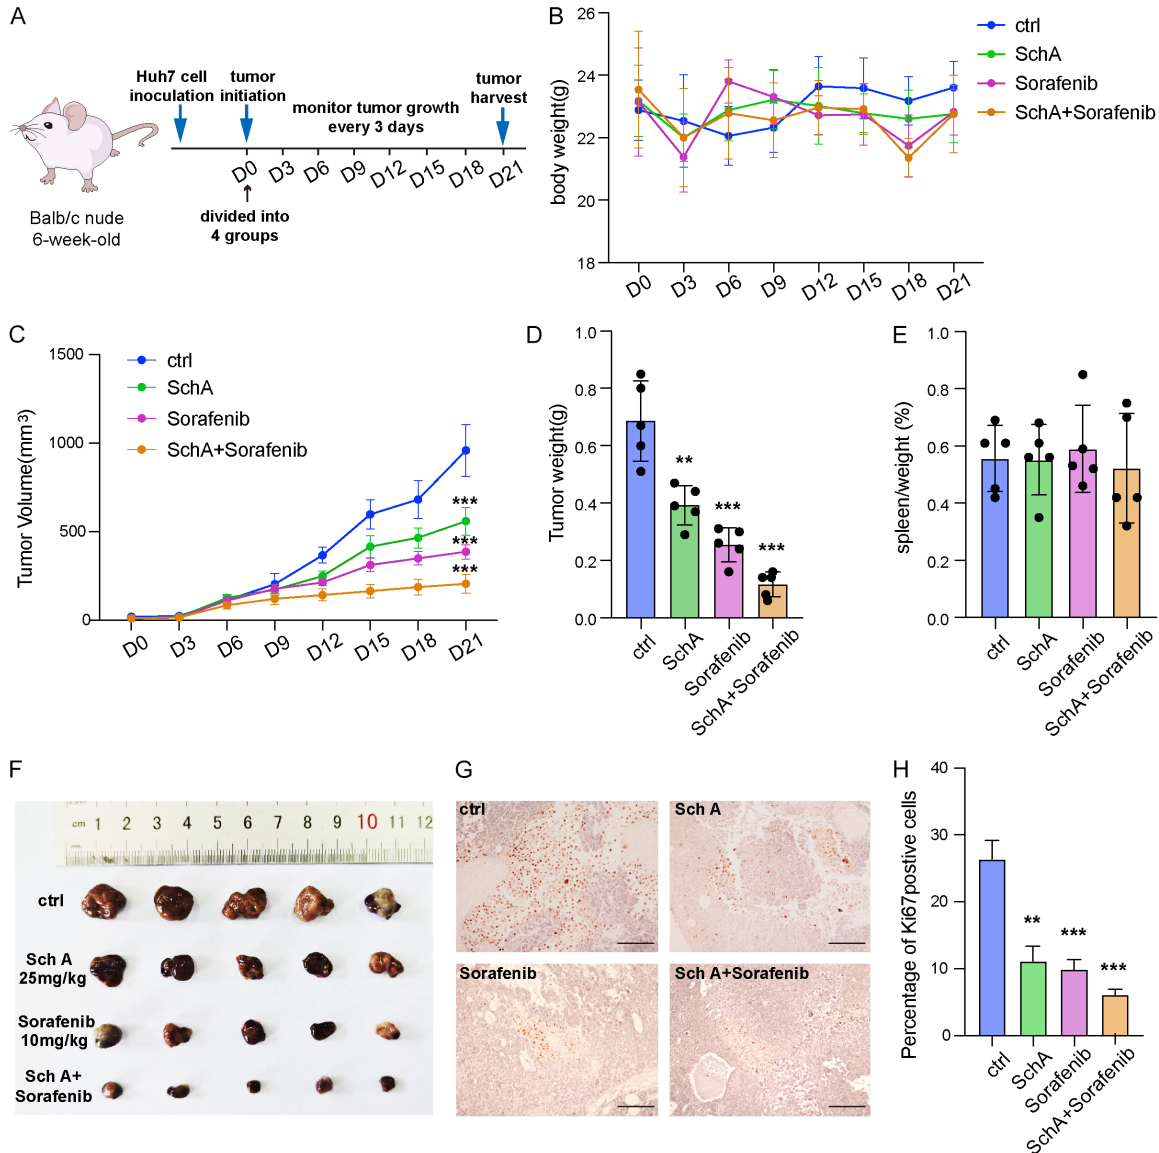 A
Huh7 cell
inoculation
tumor
initiation
monitor tumor growth
every 3 days
tumor
harvest
D0 D3 D6 D9 D12 D15 D18 D21
divided into
4 groups
Balb/c nude
6-week-old
B
body weight(g)
26
24
22
20
18
D0 D3 D6 D9 D12 D15 D18 D21
ctrl
SchA
Sorafenib
SchA+Sorafenib
C
Tumor Volume(mm3)
1500
1000
500
0
D0 D3 D6 D9 D12 D15 D18 D21
ctrl
SchA
Sorafenib
SchA+Sorafenib
***
***
***
D
Tumor weight(g)
1.0
0.8
0.6
0.4
0.2
0.0
**
***
***
ctrl
SchA
Sorafenib
SchA+Sorafenib
E
spleen/weight (%)
1.0
0.8
0.6
0.4
0.2
0.0
ctrl
SchA
Sorafenib
SchA+Sorafenib
F
cm 1 2 3 4 5 6 7 8 9 10 11 12
ctrl
Sch A
25mg/kg
Sorafenib
10mg/kg
Sch A+
Sorafenib
G
ctrl
Sch A
Sorafenib
Sch A+Sorafenib
H
Percentage of Ki67postive cells
40
30
20
10
0
**
***
***
ctrl
SchA
Sorafenib
SchA+Sorafenib